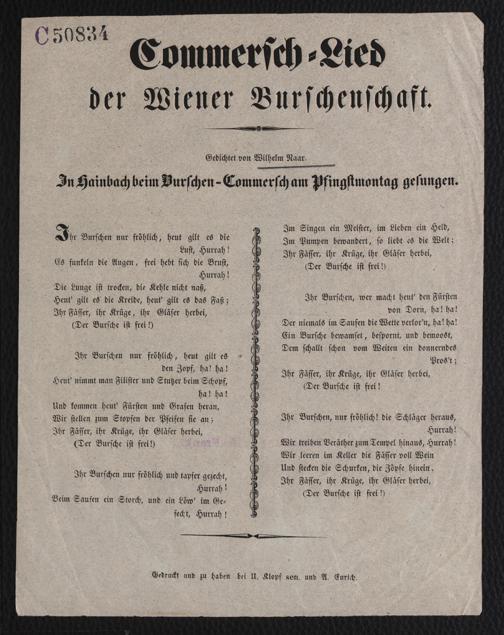 C50834
Commersch-Lied
der Wiener Burschenschaft.
Gedichtet von Wilhelm Naar.
In Hainbach beim Burschen-Commersch am Pfingstmontag gesungen.
Ihr Burschen nur fröhlich, heut gilt es die
Lust, Hurrah!
Es funkeln die Augen, frei hebt sich die Brust,
Hurrah!
Die Lunge ist trocken, die Kehle nicht naß,
Heut' gilt es die Kreide, heut' gilt es das Faß;
Ihr Fässer, ihr Krüge, ihr Gläser herbei,
(Der Bursche ist frei!)
Ihr Burschen nur fröhlich, heut gilt es
den Zopf, ha! ha!
Heut' nimmt man Filister und Stutzer beim Schopf,
ha! ha!
Und kommen heut' Fürsten und Grafen heran,
Wir stellen zum Stopfen der Pfeifen sie an;
Ihr Fässer, ihr Krüge, ihr Gläser herbei,
(Der Bursche ist frei!)
Ihr Burschen nur fröhlich und tapfer gezecht,
Hurrah!
Beim Saufen ein Storch, und ein Löw' im Ge-
fecht, Hurrah!
Im Singen ein Meister, im Lieben ein Held,
Im Pumpen bewandert, so liebt es die Welt;
Ihr Fässer, ihr Krüge, ihr Gläser herbei,
(Der Bursche ist frei!)
Ihr Burschen, wer macht heut' den Fürsten
von Dorn, ha! ha!
Der niemals im Saufen die Wette verlor'n, ha! ha!
Ein Bursche bewamset, bespornt, und bemoost,
Dem schallt schon vom Weiten ein donnerndes
Pros't;
Ihr Fässer, ihr Krüge, ihr Gläser herbei,
(Der Bursche ist frei!
Ihr Burschen, nur fröhlich! die Schläger heraus,
Hurrah!
Wir treiben Veräther zum Tempel hinaus, Hurrah!
Wir leeren im Keller die Fässer voll Wein
Und stecken die Schurken, die Zöpfe hinein.
Ihr Fässer, ihr Krüge, ihr Gläser herbei,
(Der Bursche ist frei!)
Gedruckt und zu haben bei U. Klopf sen. und A. Eurich.